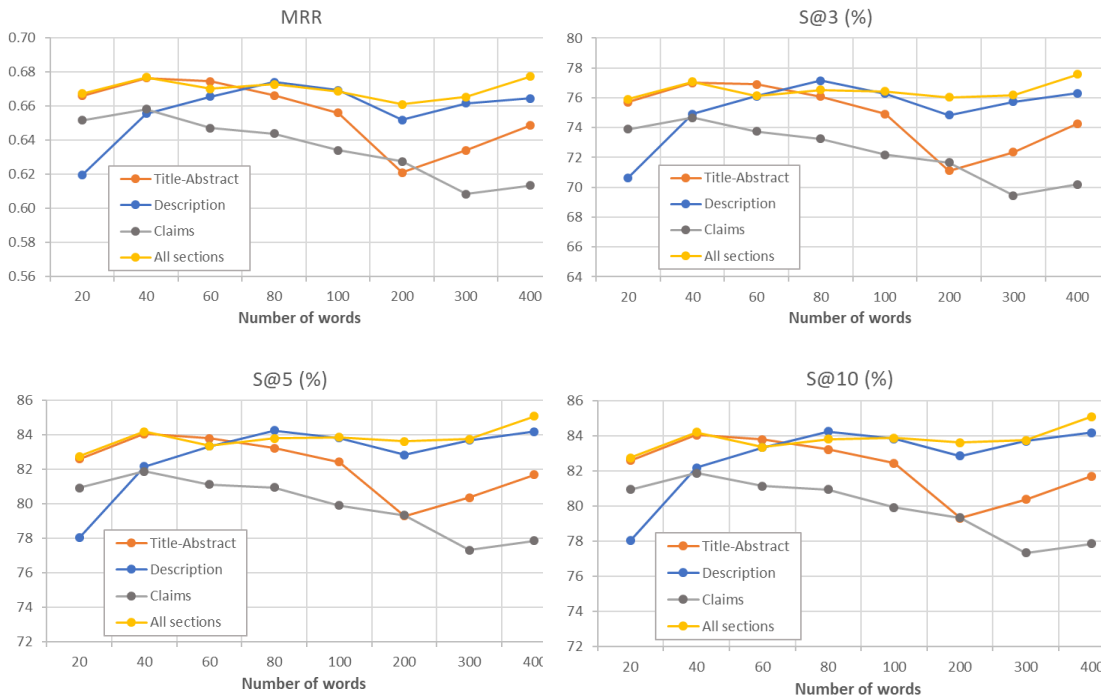 MRR
0.70
0.68
0.66
0.64
0.62
0.60
0.58
0.56
Title-Abstract
Description
Claims
All sections
20 40 60 80 100 200 300 400
Number of words
S@3 (%)
80
78
76
74
72
70
68
66
64
Title-Abstract
Description
Claims
All sections
20 40 60 80 100 200 300 400
Number of words
S@5 (%)
86
84
82
80
78
76
74
72
Title-Abstract
Description
Claims
All sections
20 40 60 80 100 200 300 400
Number of words
S@10 (%)
86
84
82
80
78
76
74
72
Title-Abstract
Description
Claims
All sections
20 40 60 80 100 200 300 400
Number of words